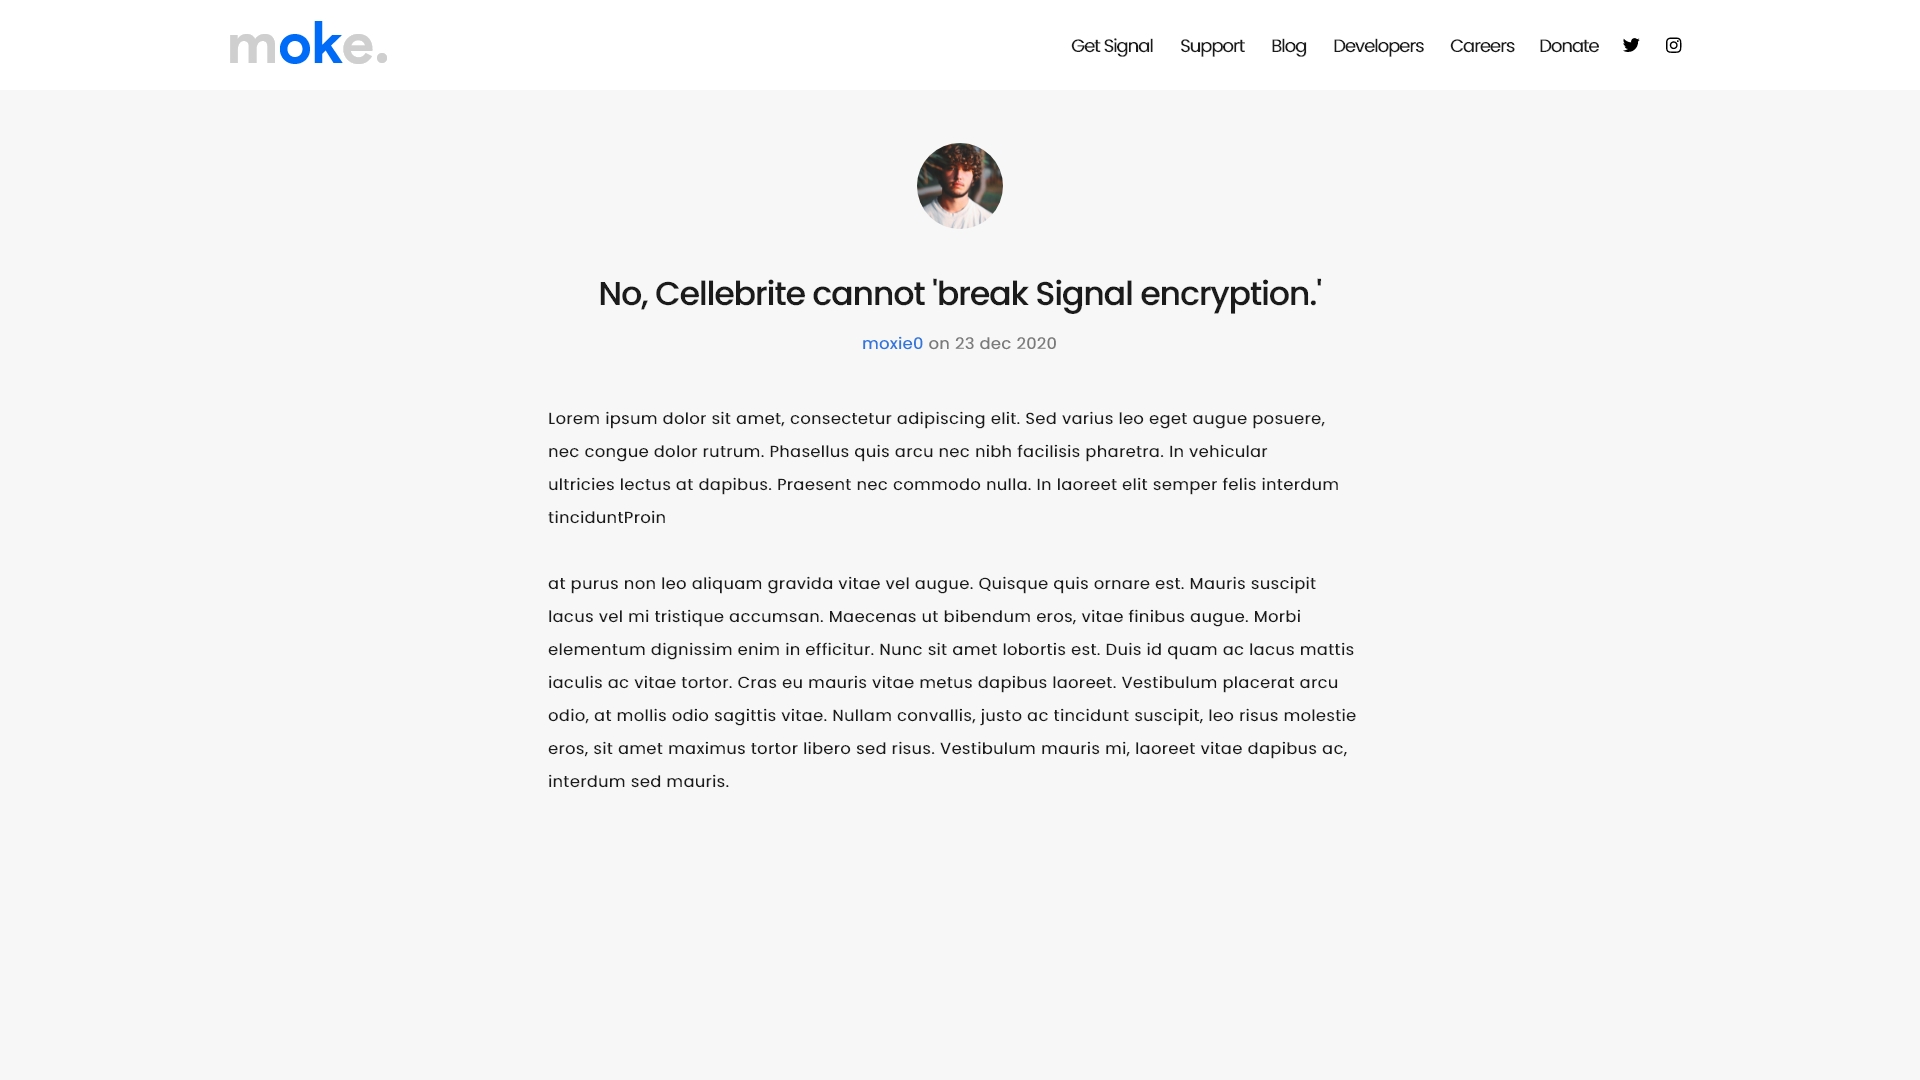 moke.
Get Signal Support Blog Developers Careers Donate
No, Cellebrite cannot 'break Signal encryption.'
moxie0 on 23 dec 2020
Lorem ipsum dolor sit amet, consectetur adipiscing elit. Sed varius leo eget augue posuere,
nec congue dolor rutrum. Phasellus quis arcu nec nibh facilisis pharetra. In vehicular
ultricies lectus at dapibus. Praesent nec commodo nulla. In laoreet elit semper felis interdum
tinciduntProin
at purus non leo aliquam gravida vitae vel augue. Quisque quis ornare est. Mauris suscipit
lacus vel mi tristique accumsan. Maecenas ut bibendum eros, vitae finibus augue. Morbi
elementum dignissim enim in efficitur. Nunc sit amet lobortis est. Duis id quam ac lacus mattis
iaculis ac vitae tortor. Cras eu mauris vitae metus dapibus laoreet. Vestibulum placerat arcu
odio, at mollis odio sagittis vitae. Nullam convallis, justo ac tincidunt suscipit, leo risus molestie
eros, sit amet maximus tortor libero sed risus. Vestibulum mauris mi, laoreet vitae dapibus ac,
interdum sed mauris.